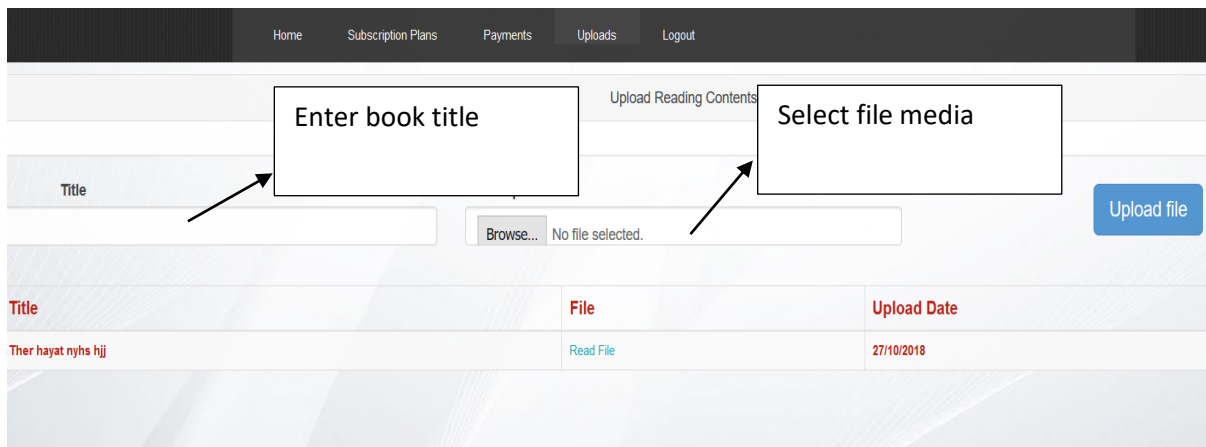 Home Subscription Plans Payments Uploads Logout
Upload Reading Contents
Enter book title
Select file media
Title
Upload file
Browse... No file selected.
Title File Upload Date
Ther hayat nyhs hjj Read File 27/10/2018